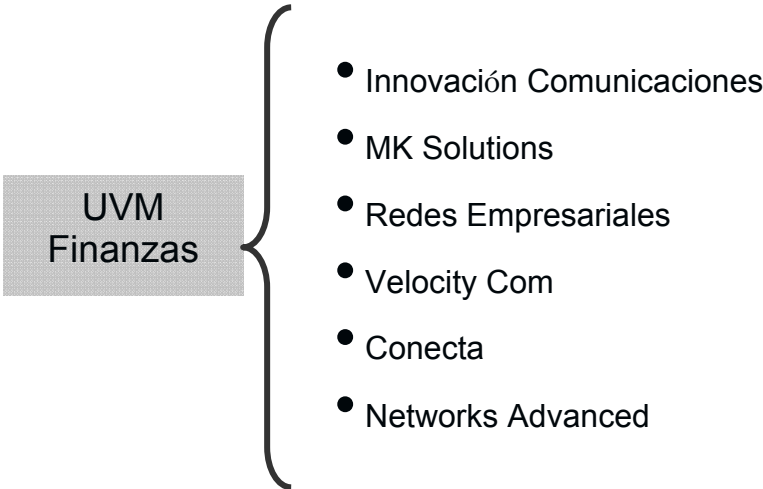 UVM
Finanzas
• Innovación Comunicaciones
• MK Solutions
• Redes Empresariales
• Velocity Com
• Conecta
• Networks Advanced